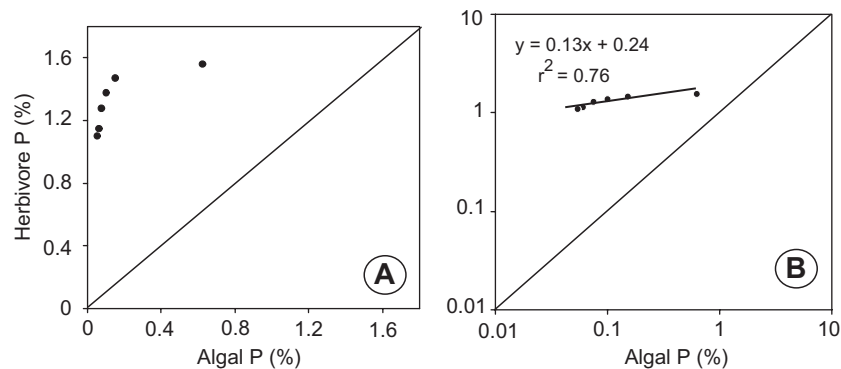 1.6
1.2
0.8
0.4
0
0 0.4 0.8 1.2 1.6
Herbivore P (%)
Algal P (%)
A
10
1
0.1
0.01
0.01 0.1 1 10
y = 0.13x + 0.24
r² = 0.76
Algal P (%)
B